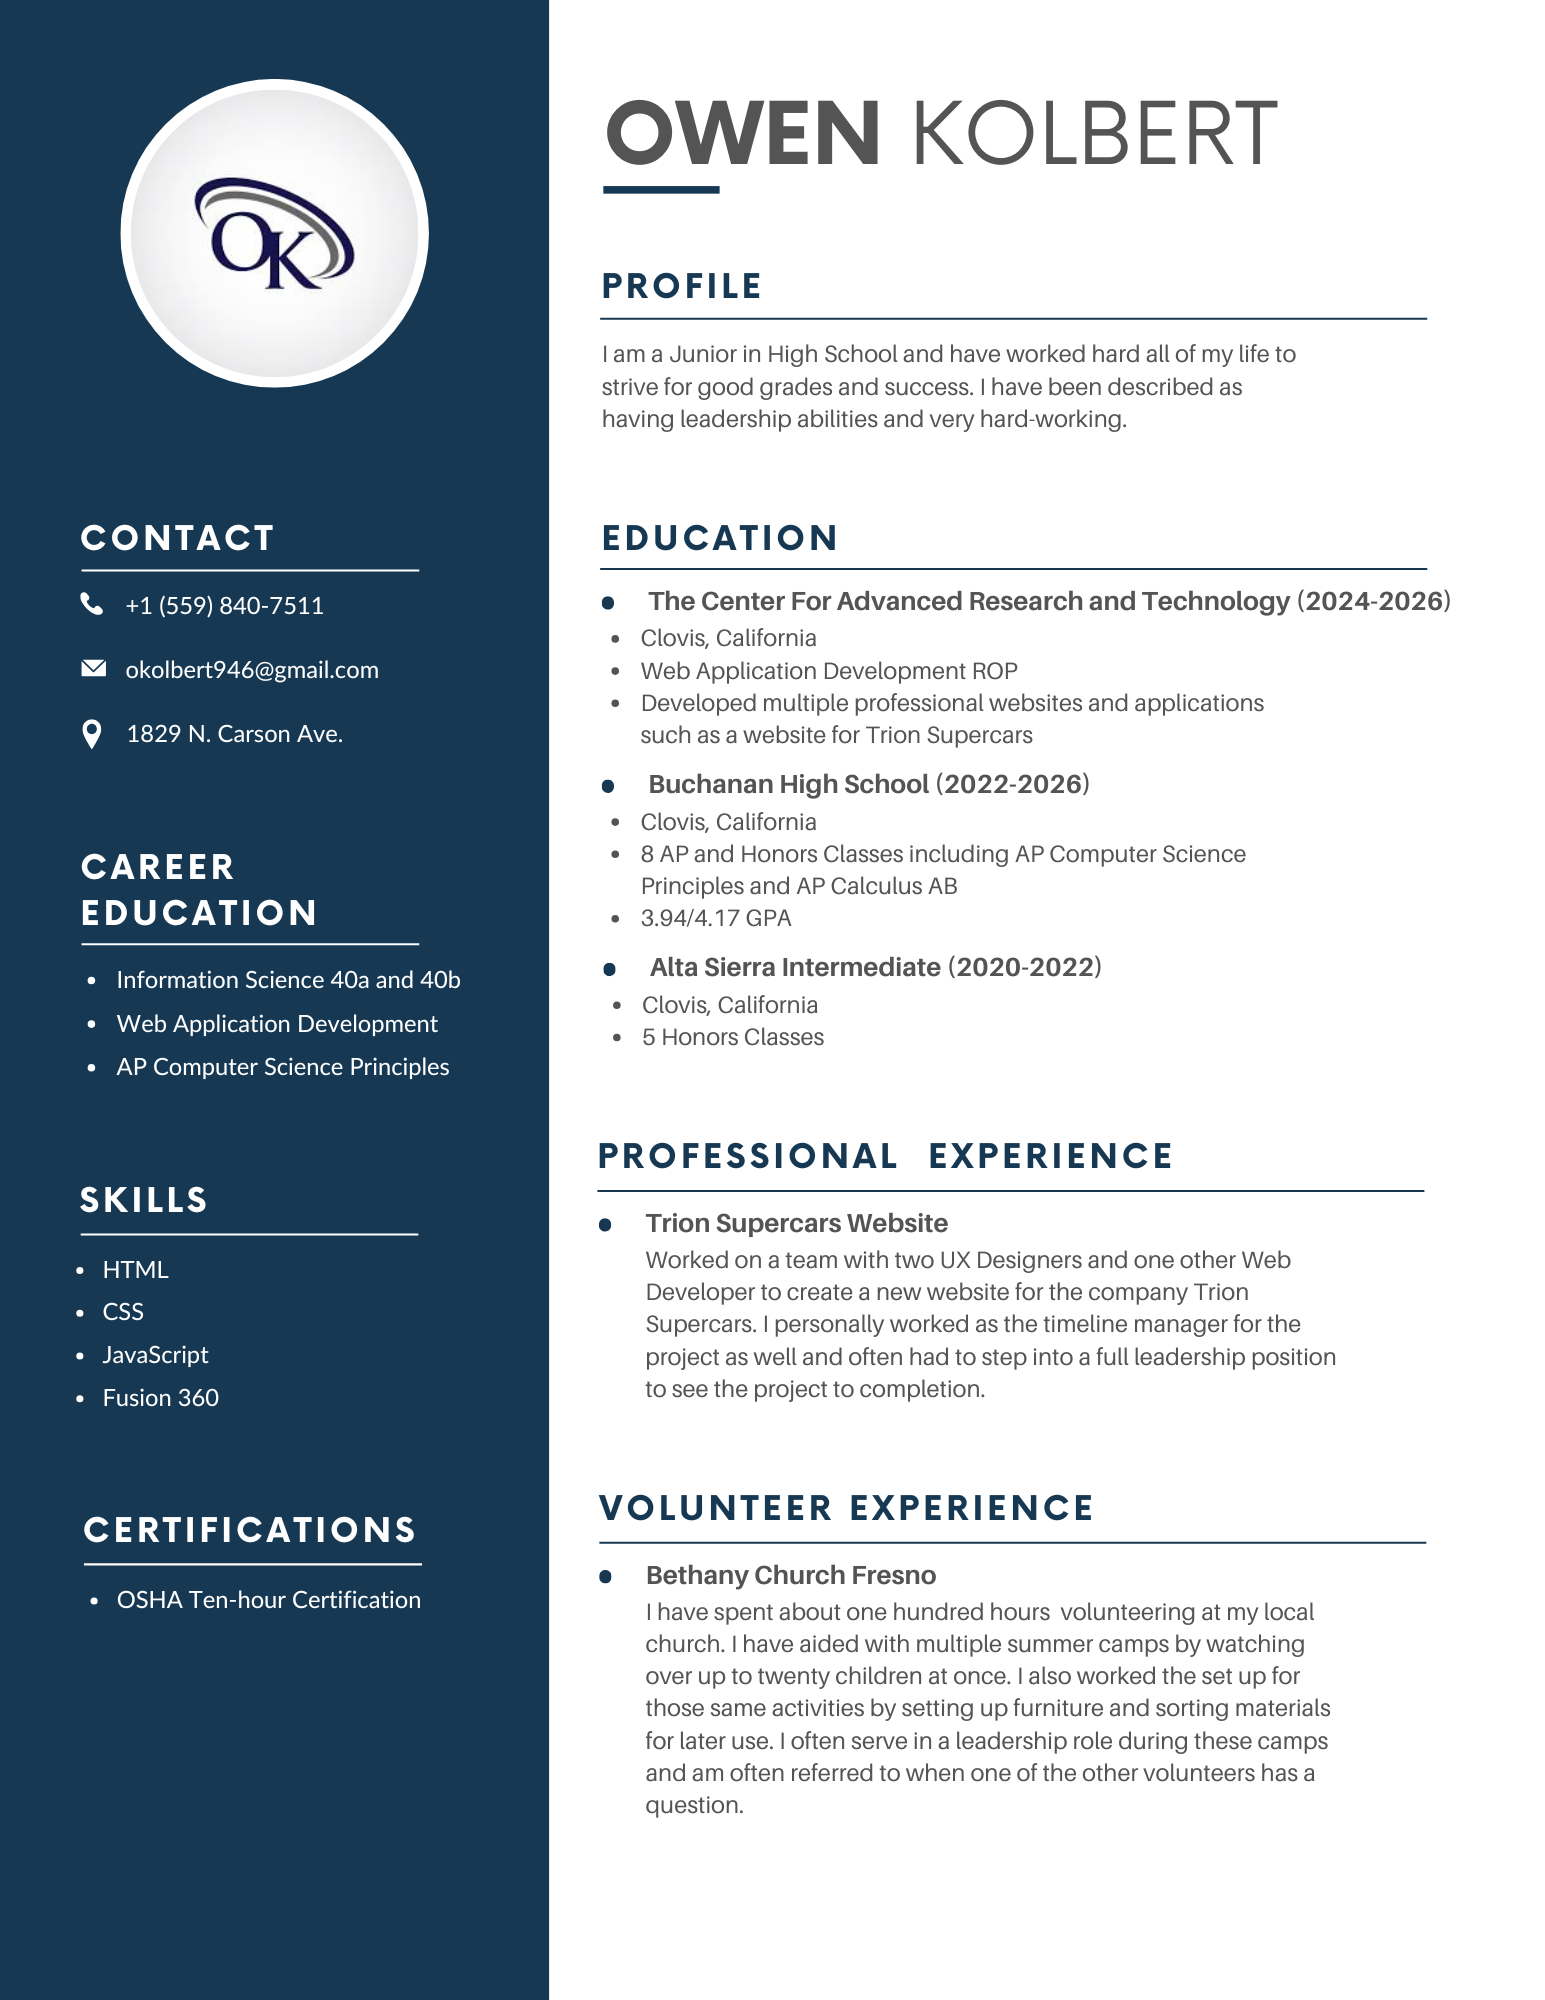 OK
OWEN KOLBERT
PROFILE
I am a Junior in High School and have worked hard all of my life to
strive for good grades and success. I have been described as
having leadership abilities and very hard-working.
CONTACT
+1 (559) 840-7511
okolbert946@gmail.com
1829 N. Carson Ave.
CAREER
EDUCATION
• Information Science 40a and 40b
• Web Application Development
• AP Computer Science Principles
SKILLS
• HTML
• CSS
• JavaScript
• Fusion 360
CERTIFICATIONS
• OSHA Ten-hour Certification
EDUCATION
• The Center For Advanced Research and Technology (2024-2026)
• Clovis, California
• Web Application Development ROP
• Developed multiple professional websites and applications
such as a website for Trion Supercars
• Buchanan High School (2022-2026)
• Clovis, California
• 8 AP and Honors Classes including AP Computer Science
Principles and AP Calculus AB
• 3.94/4.17 GPA
• Alta Sierra Intermediate (2020-2022)
• Clovis, California
• 5 Honors Classes
PROFESSIONAL EXPERIENCE
• Trion Supercars Website
Worked on a team with two UX Designers and one other Web
Developer to create a new website for the company Trion
Supercars. I personally worked as the timeline manager for the
project as well and often had to step into a full leadership position
to see the project to completion.
VOLUNTEER EXPERIENCE
• Bethany Church Fresno
I have spent about one hundred hours  volunteering at my local
church. I have aided with multiple summer camps by watching
over up to twenty children at once. I also worked the set up for
those same activities by setting up furniture and sorting materials
for later use. I often serve in a leadership role during these camps
and am often referred to when one of the other volunteers has a
question.